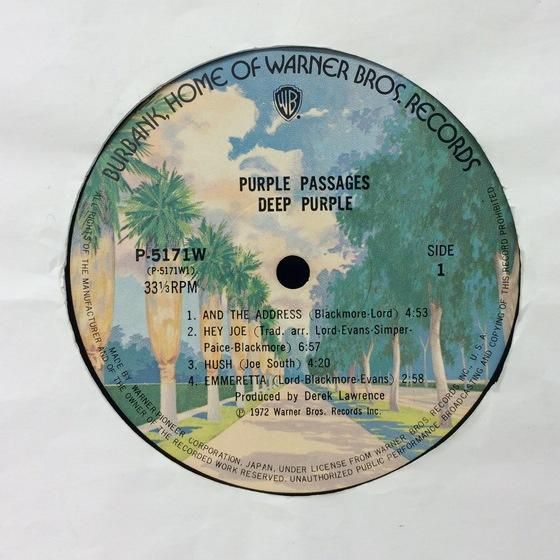 BURBANK, HOME OF WARNER BROS. RECORDS
WB
PURPLE PASSAGES
DEEP PURPLE
P-5171W
(P-5171W1)
33⅓RPM
SIDE
1
1. AND THE ADDRESS (Blackmore-Lord) 4:53
2. HEY JOE (Trad. arr. Lord-Evans-Simper-
Paice-Blackmore) 6:57
3. HUSH (Joe South) 4:20
4. EMMERETTA (Lord-Blackmore-Evans) 2:58
Produced by Derek Lawrence
℗ 1972 Warner Bros. Records Inc.
MADE BY WARNER-PIONEER CORPORATION, JAPAN, UNDER LICENSE FROM WARNER BROS RECORDS INC., U.S.A.
ALL RIGHTS OF THE MANUFACTURER AND OF THE OWNER OF THE RECORDED WORK RESERVED. UNAUTHORIZED PUBLIC PERFORMANCE BROADCASTING AND COPYING OF THIS RECORD PROHIBITED